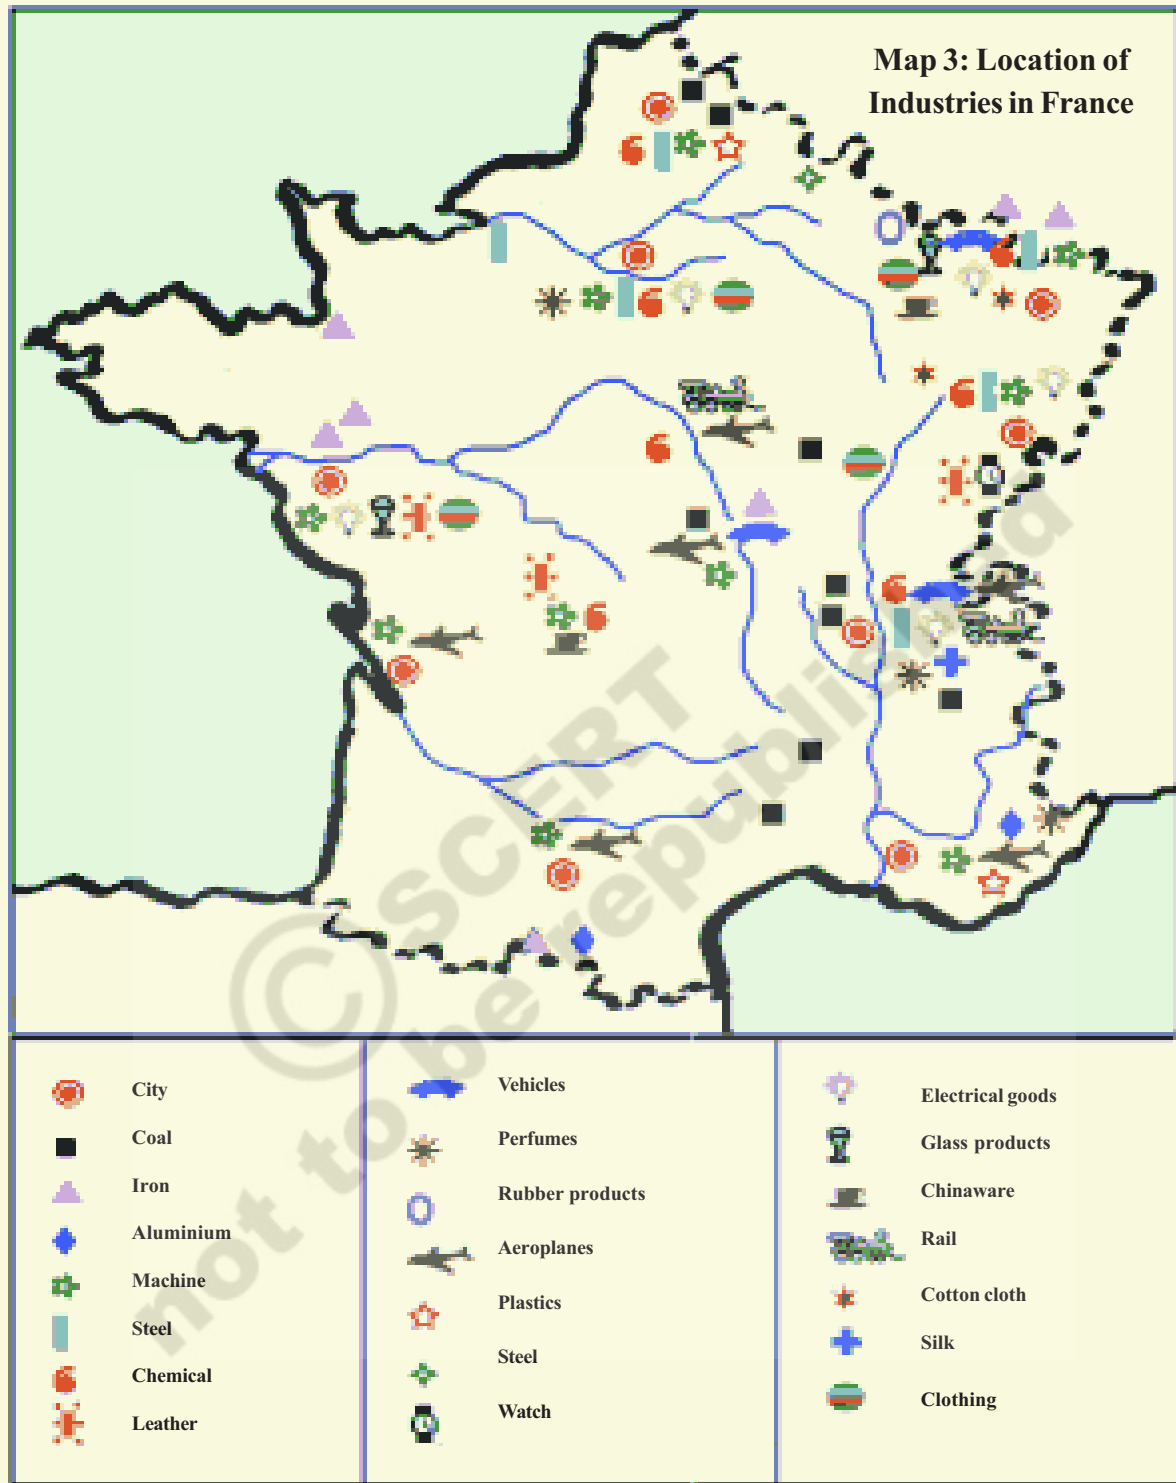 Map 3: Location of
Industries in France
© SCERT
not to be republished
City
Coal
Iron
Aluminium
Machine
Steel
Chemical
Leather
Vehicles
Perfumes
Rubber products
Aeroplanes
Plastics
Steel
Watch
Electrical goods
Glass products
Chinaware
Rail
Cotton cloth
Silk
Clothing